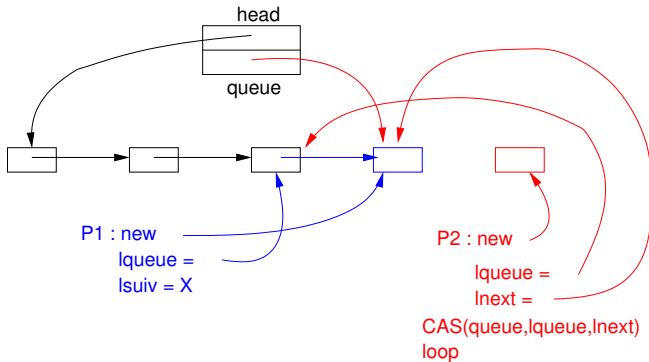 head
queue
P1 : new
lqueue =
lsuiv = X
P2 : new
lqueue =
lnext =
CAS(queue,lqueue,lnext)
loop